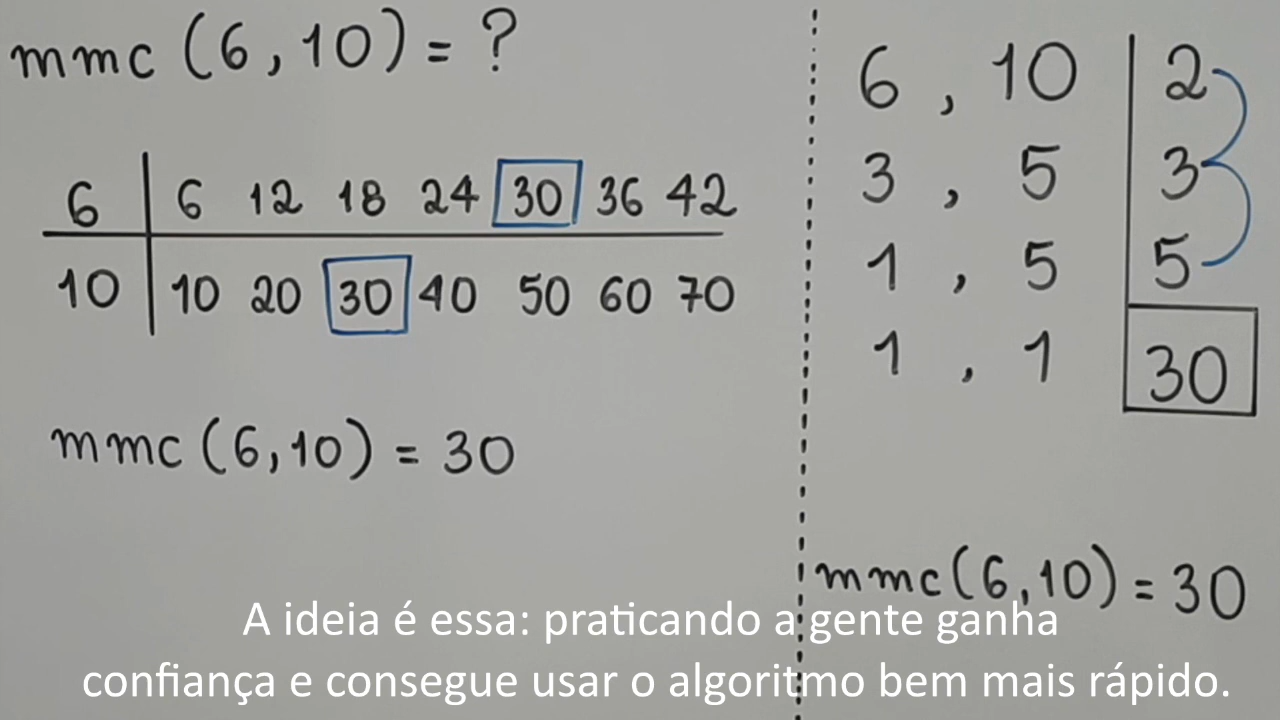 mmc (6, 10) = ?
6 6 12 18 24 30 36 42
10 10 20 30 40 50 60 70
mmc (6,10) = 30
6 , 10 2
3 , 5 3
1 , 5 5
1 , 1 30
mmc (6,10) = 30
A ideia é essa: praticando a gente ganha
confiança e consegue usar o algoritmo bem mais rápido.